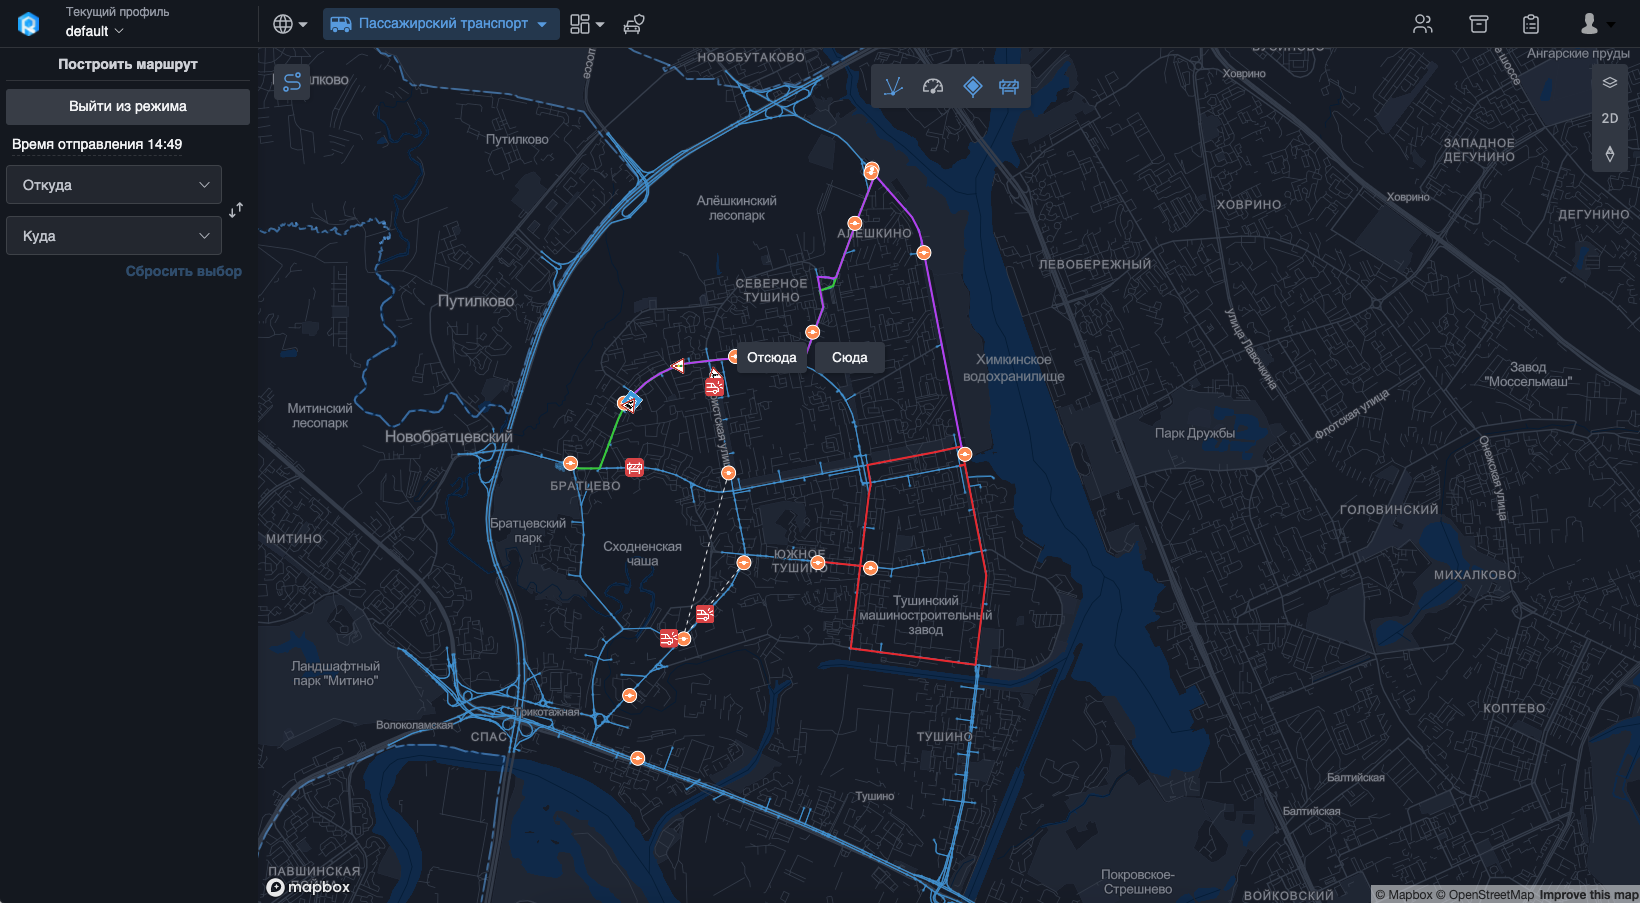 Текущий профиль
default
Пассажирский транспорт
Построить маршрут
Выйти из режима
Время отправления 14:49
Откуда
Куда
Сбросить выбор
НОВОБУТАКОВО
Ангарские пруды
Ховрино
2D
Путилково
ЗАПАДНОЕ
ДЕГУНИНО
Алёшкинский
лесопарк
Ховрино
ХОВРИНО
ДЕГУНИНО
АЛЕШКИНО
ЛЕВОБЕРЕЖНЫЙ
СЕВЕРНОЕ
ТУШИНО
Путилково
улица Лавочкина
Отсюда
Сюда
Химкинское
водохранилище
Завод
"Моссельмаш"
Митинский
лесопарк
Флотская улица
Новобратцевский
Парк Дружбы
Онежская улица
БРАТЦЕВО
ГОЛОВИНСКИЙ
Братцевский
парк
МИТИНО
Сходненская
чаша
ЮЖНОЕ
ТУШИНО
МИХАЛКОВО
Тушинский
машиностроительный
завод
Ландшафтный
парк "Митино"
КОПТЕВО
Трикотажная
Волоколамская
СПАС
ТУШИНО
Балтийская
Тушино
Балтийская
ПАВШИНСКАЯ
mapbox
Покровское-
Стрешнево
ВОЙКОВСКИЙ
© Mapbox © OpenStreetMap Improve this map